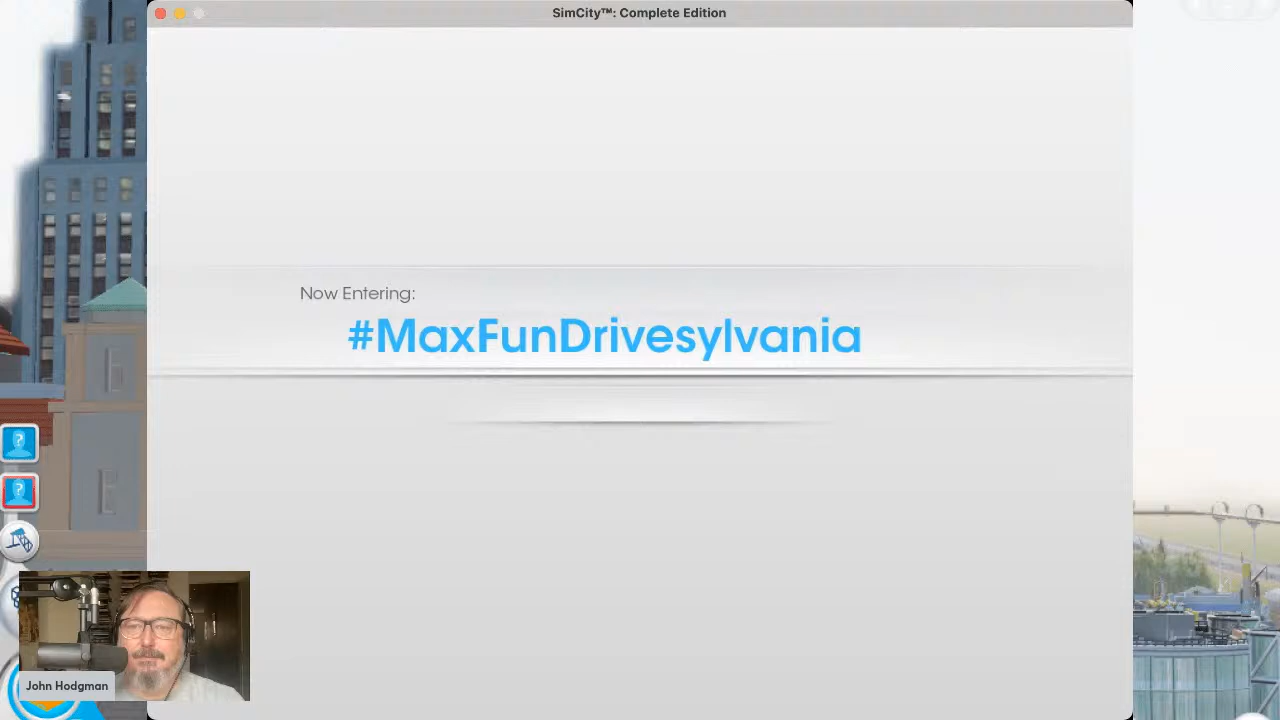 SimCity™: Complete Edition
Now Entering:
#MaxFunDrivesylvania
?
?
John Hodgman